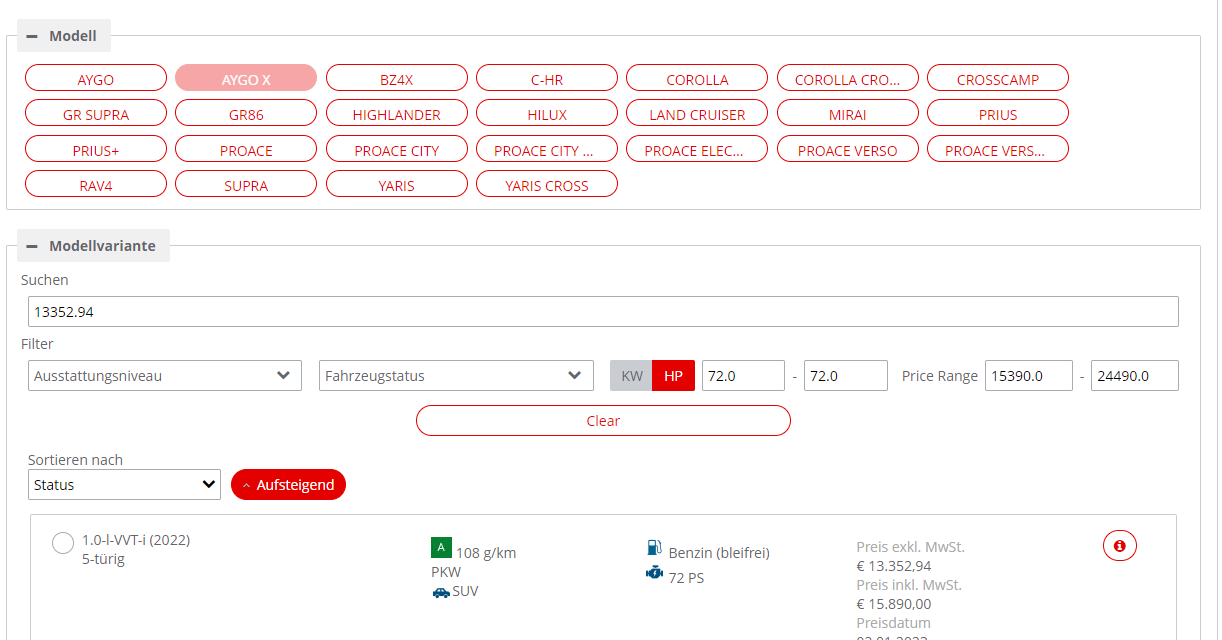 Modell
AYGO AYGO X BZ4X C-HR COROLLA COROLLA CRO... CROSSCAMP
GR SUPRA GR86 HIGHLANDER HILUX LAND CRUISER MIRAI PRIUS
PRIUS+ PROACE PROACE CITY PROACE CITY ... PROACE ELEC... PROACE VERSO PROACE VERS...
RAV4 SUPRA YARIS YARIS CROSS
Modellvariante
Suchen
13352.94
Filter
Ausstattungsniveau Fahrzeugstatus KW HP 72.0 - 72.0 Price Range 15390.0 - 24490.0
Clear
Sortieren nach
Status Aufsteigend
1.0-l-VVT-i (2022)
5-türig
A 108 g/km
PKW
SUV
Benzin (bleifrei)
72 PS
Preis exkl. MwSt.
€ 13.352,94
Preis inkl. MwSt.
€ 15.890,00
Preisdatum